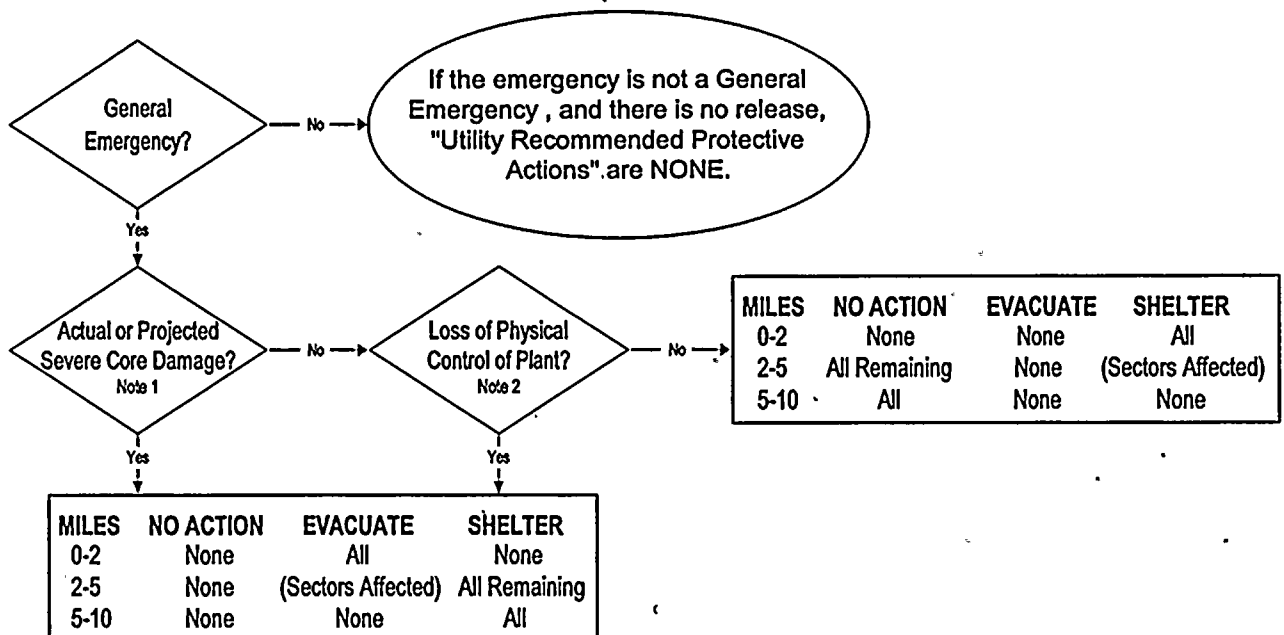 General
Emergency?
No
If the emergency is not a General
Emergency , and there is no release,
"Utility Recommended Protective
Actions".are NONE.
Yes
Actual or Projected
Severe Core Damage?
Note 1
No
Loss of Physical
Control of Plant?
Note 2
No
MILES NO ACTION EVACUATE SHELTER
0-2 None None All
2-5 All Remaining None (Sectors Affected)
5-10 All None None
Yes
Yes
MILES NO ACTION EVACUATE SHELTER
0-2 None All None
2-5 None (Sectors Affected) All Remaining
5-10 None None All